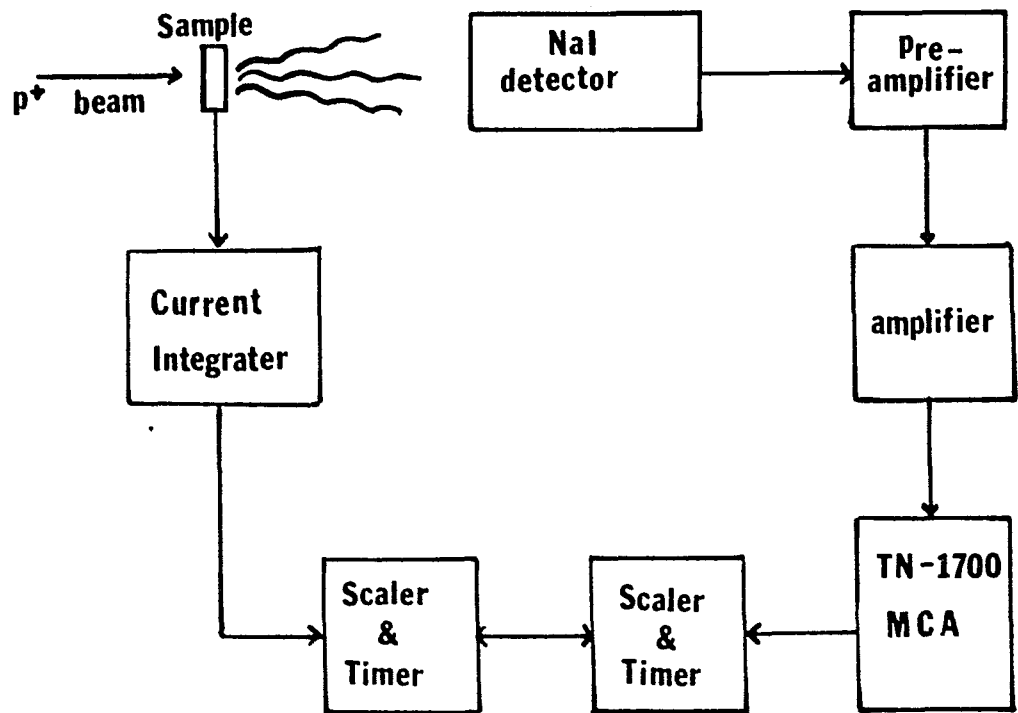 Sample
p+ beam
NaI
detector
Pre-
amplifier
Current
Integrater
amplifier
Scaler
&
Timer
Scaler
&
Timer
TN-1700
MCA